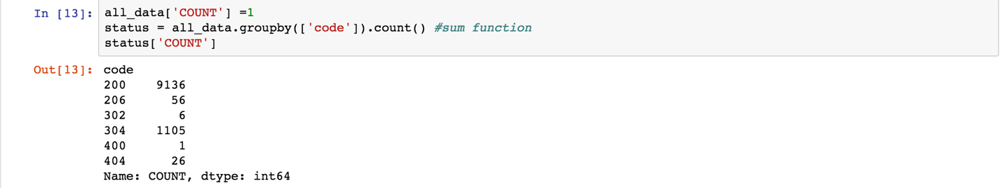 In [13]: all_data['COUNT'] =1
status = all_data.groupby(['code']).count() #sum function
status['COUNT']
Out[13]: code
200    9136
206      56
302       6
304    1105
400       1
404      26
Name: COUNT, dtype: int64